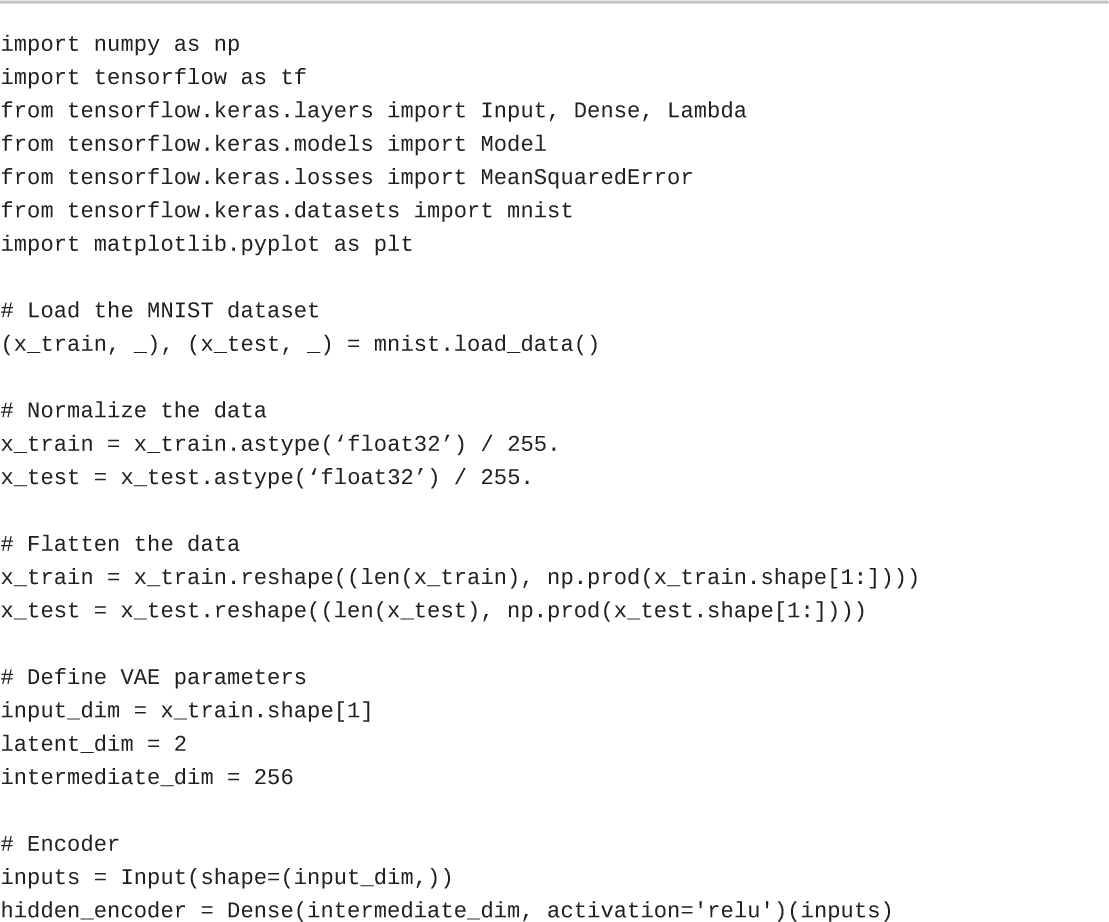 import numpy as np
import tensorflow as tf
from tensorflow.keras.layers import Input, Dense, Lambda
from tensorflow.keras.models import Model
from tensorflow.keras.losses import MeanSquaredError
from tensorflow.keras.datasets import mnist
import matplotlib.pyplot as plt

# Load the MNIST dataset
(x_train, _), (x_test, _) = mnist.load_data()

# Normalize the data
x_train = x_train.astype(‘float32’) / 255.
x_test = x_test.astype(‘float32’) / 255.

# Flatten the data
x_train = x_train.reshape((len(x_train), np.prod(x_train.shape[1:])))
x_test = x_test.reshape((len(x_test), np.prod(x_test.shape[1:])))

# Define VAE parameters
input_dim = x_train.shape[1]
latent_dim = 2
intermediate_dim = 256

# Encoder
inputs = Input(shape=(input_dim,))
hidden_encoder = Dense(intermediate_dim, activation='relu')(inputs)